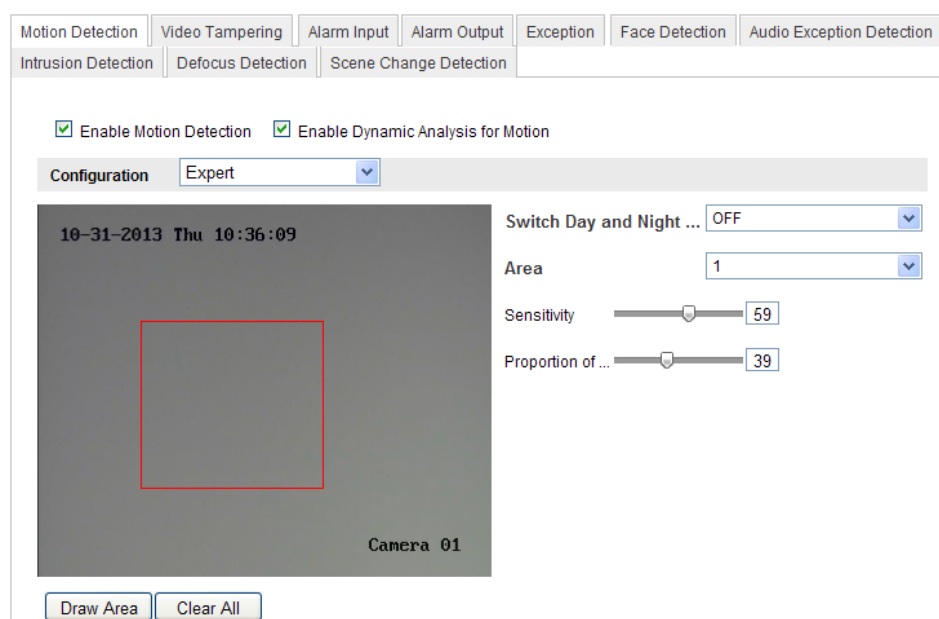 Motion Detection Video Tampering Alarm Input Alarm Output Exception Face Detection Audio Exception Detection
Intrusion Detection Defocus Detection Scene Change Detection
Enable Motion Detection Enable Dynamic Analysis for Motion
Configuration Expert
10-31-2013 Thu 10:36:09
Camera 01
Switch Day and Night ... OFF
Area 1
Sensitivity 59
Proportion of ... 39
Draw Area Clear All